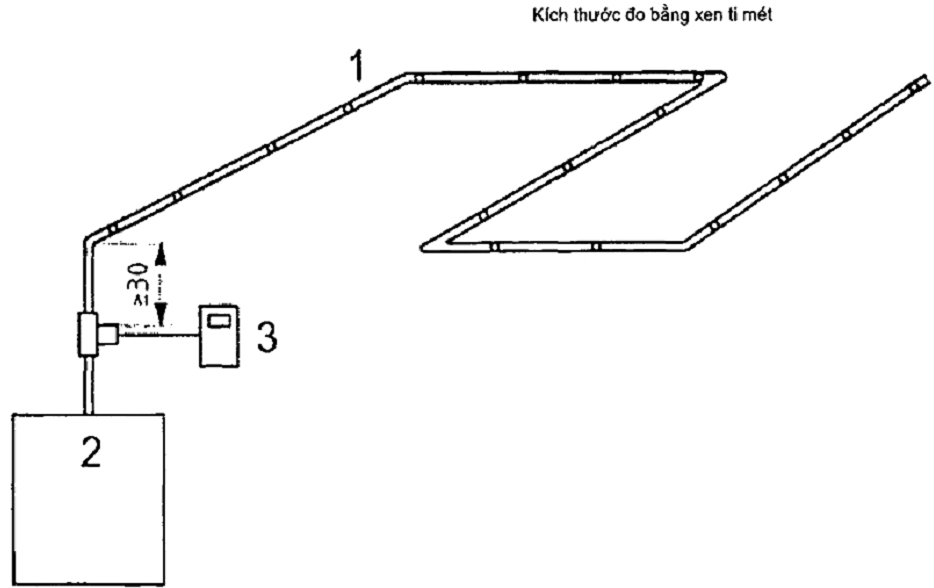 Kích thước đo bằng xen ti mét
1
≥30
3
2